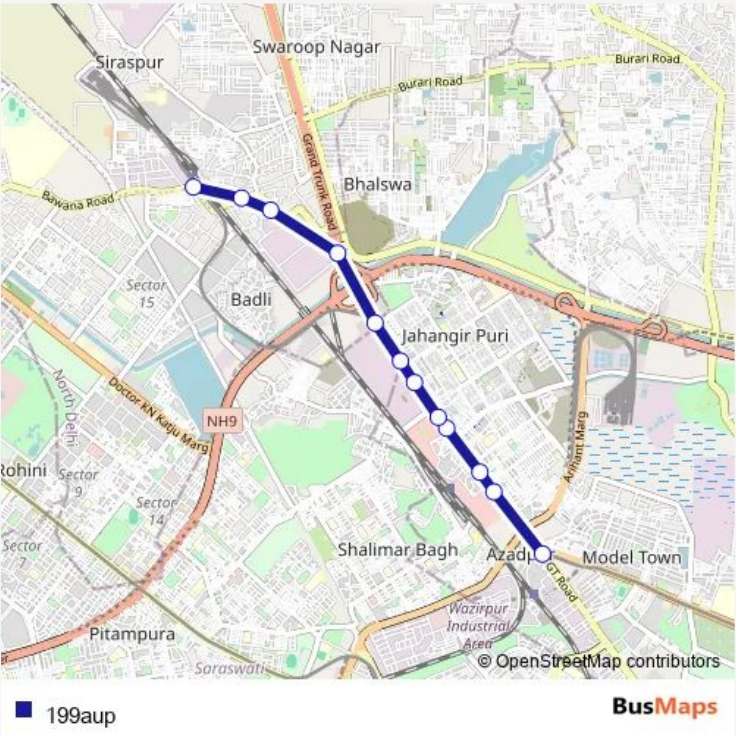 Swaroop Nagar
Siraspur
Burari Road
Burari Road
Grand Trunk Road
Bhalswa
Bawana Road
Sector
15
Badli
Jahangir Puri
North Delhi
Doctor KN Katju Marg
NH9
Arihant Marg
Rohini
Sector
9
Sector
14
Sector
7
Shalimar Bagh
Azadp
Model Town
GT Road
Wazirpur
Industrial
Area
Pitampura
Saraswati
© OpenStreetMap contributors
199aup
BusMaps